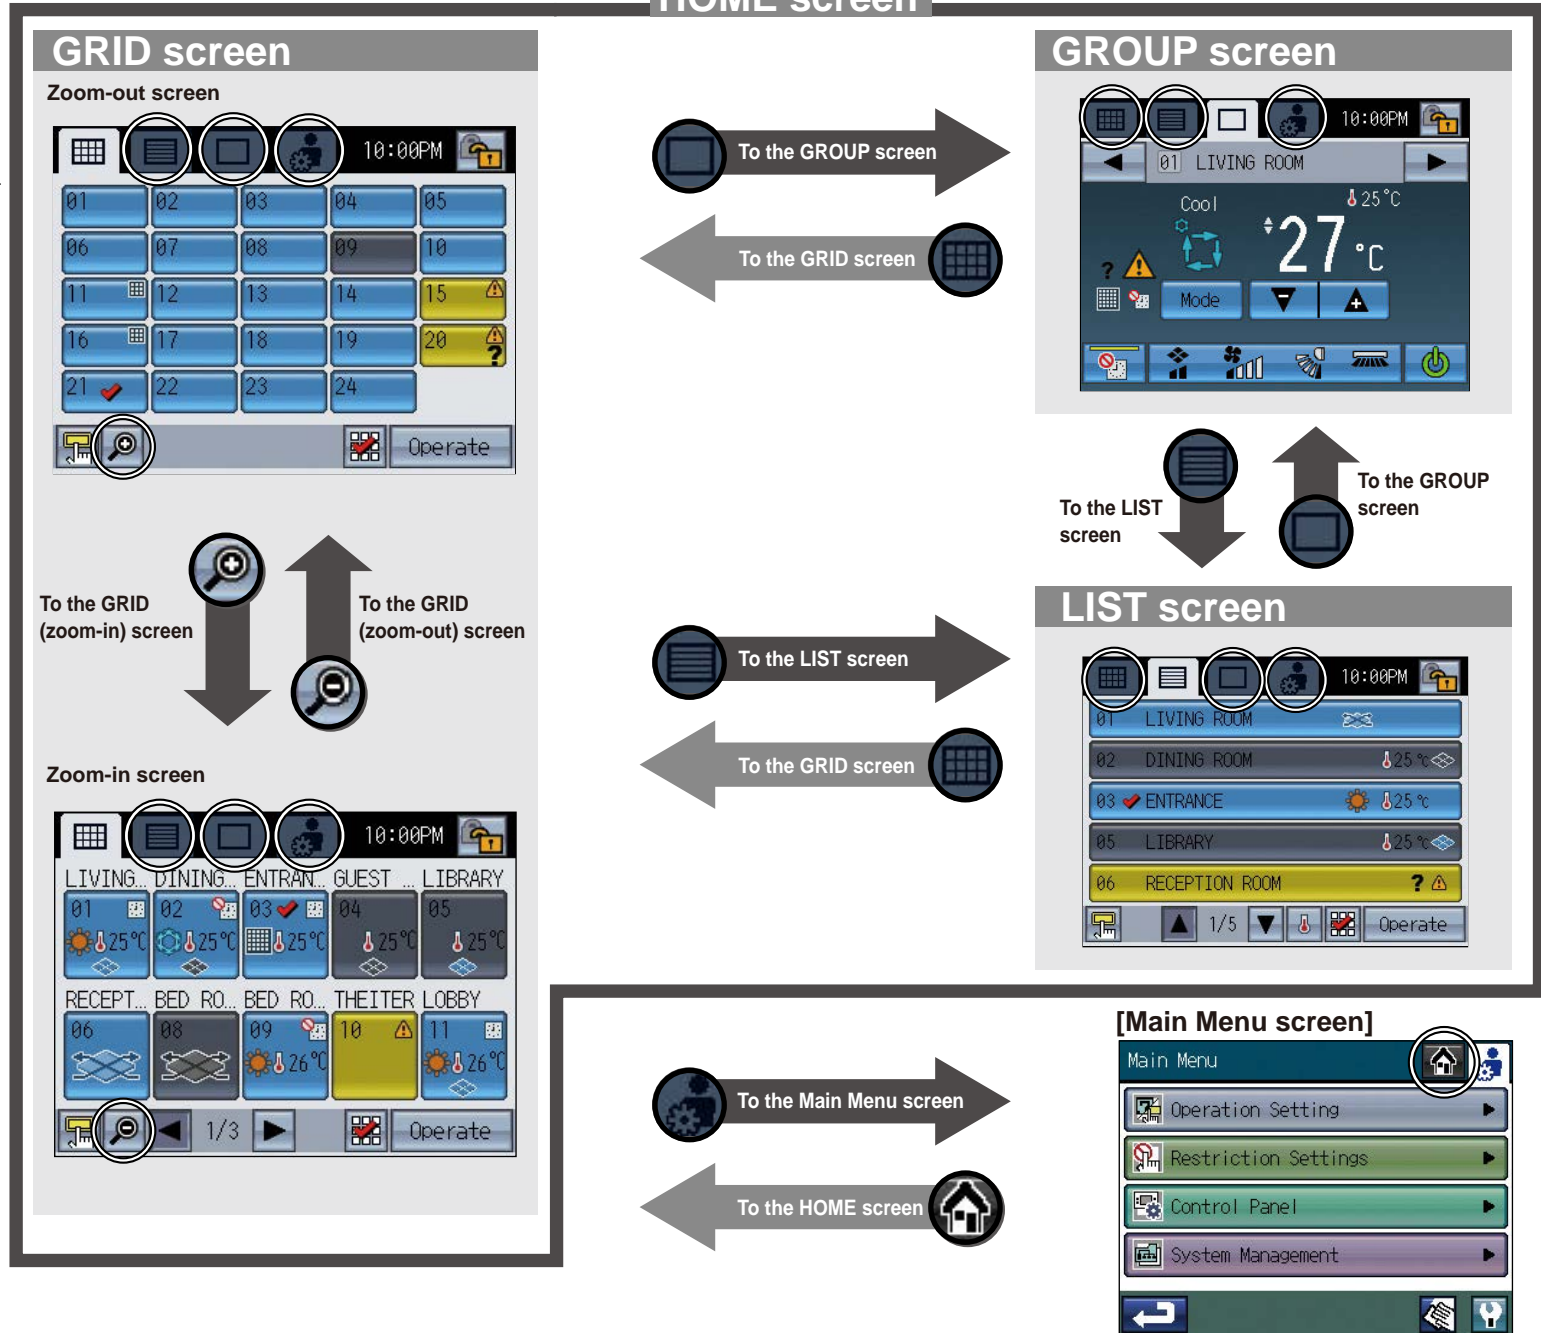 HOME screen
GRID screen
Zoom-out screen
10:00PM
01 02 03 04 05
06 07 08 09 10
11 12 13 14 15
16 17 18 19 20 ?
21 22 23 24
Operate
To the GRID
(zoom-in) screen
To the GRID
(zoom-out) screen
Zoom-in screen
10:00PM
LIVING... DINING... ENTRAN... GUEST ... LIBRARY
01 02 03 04 05
25°C 25°C 25°C 25°C 25°C
RECEPT... BED RO... BED RO... THEITER LOBBY
06 08 09 10 11
26°C 26°C
1/3 Operate
To the GROUP screen
To the GRID screen
To the LIST screen
To the GRID screen
To the Main Menu screen
To the HOME screen
GROUP screen
10:00PM
01 LIVING ROOM
Cool 25°C
27°C
?
Mode
To the LIST
screen
To the GROUP
screen
LIST screen
10:00PM
01 LIVING ROOM
02 DINING ROOM 25°C
03 ENTRANCE 25°C
05 LIBRARY 25°C
06 RECEPTION ROOM ?
1/5 Operate
[Main Menu screen]
Main Menu
Operation Setting
Restriction Settings
Control Panel
System Management